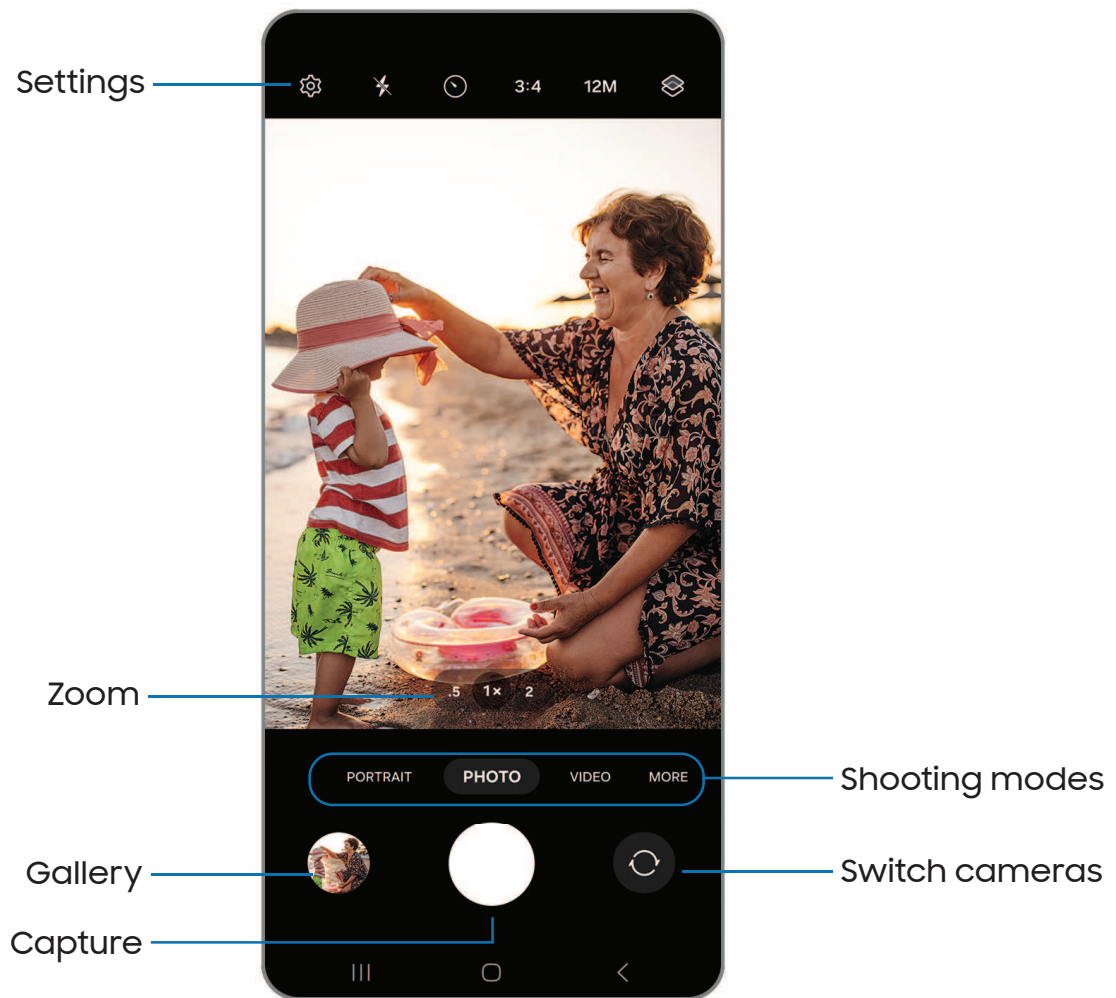 Settings
3:4
12M
Zoom
.5 1× 2
PORTRAIT PHOTO VIDEO MORE
Shooting modes
Gallery
Switch cameras
Capture